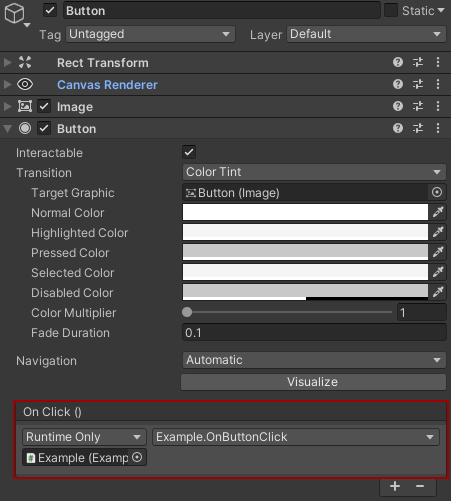 Button
Static
Tag
Untagged
Layer
Default
Rect Transform
Canvas Renderer
Image
Button
Interactable
Transition
Color Tint
Target Graphic
Button (Image)
Normal Color
Highlighted Color
Pressed Color
Selected Color
Disabled Color
Color Multiplier
1
Fade Duration
0.1
Navigation
Automatic
Visualize
On Click ()
Runtime Only
Example.OnButtonClick
Example (Examp